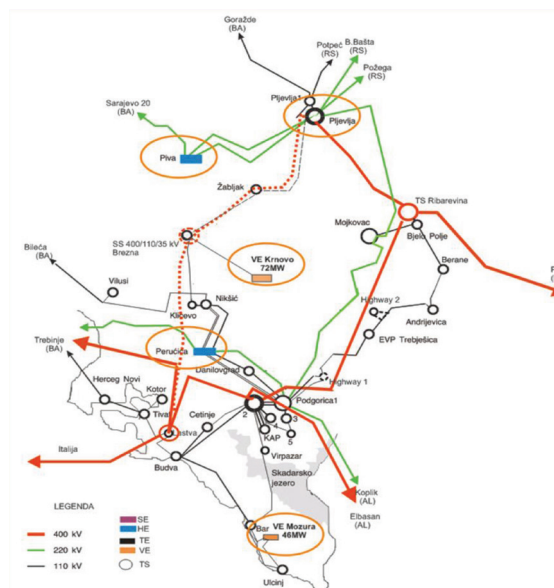 Goražde
(BA)
Potpeć
(RS)
B.Bašta
(RS)
Požega
(RS)
Pljevlja1
Pljevlja
Sarajevo 20
(BA)
Piva
Žabljak
TS Ribarevina
Mojkovac
Bjelo Polje
SS 400/110/35 kV
Brezna
VE Krnovo
72MW
Berane
Bileća
(BA)
Vilusi
Nikšić
Kličevo
Highway 2
Andrijevica
EVP Trebješica
Trebinje
(BA)
Perućica
Danilovgrad
Highway 1
Herceg Novi
Kotor
Tivat
Podgorica1
Cetinje
2
3
4
5
KAP
Lastva
Virpazar
Italija
Budva
Skadarsko
jezero
Koplik
(AL)
Elbasan
(AL)
Bar
VE Mozura
46MW
Ulcinj
LEGENDA
400 kV
220 kV
110 kV
SE
HE
TE
VE
TS